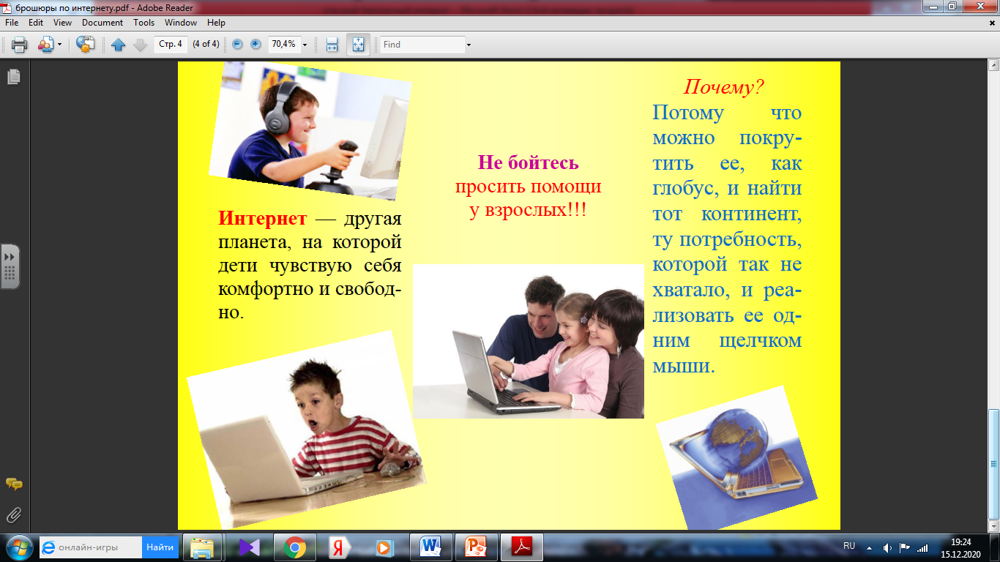 брошюры по интернету.pdf - Adobe Reader
File Edit View Document Tools Window Help
Стр. 4 (4 of 4) 70,4% Find
Интернет — другая
планета, на которой
дети чувствую себя
комфортно и свобод-
но.
Не бойтесь
просить помощи
у взрослых!!!
Почему?
Потому что
можно покру-
тить ее, как
глобус, и найти
тот континент,
ту потребность,
которой так не
хватало, и реа-
лизовать ее од-
ним щелчком
мыши.
онлайн-игры Найти
RU
19:24
15.12.2020